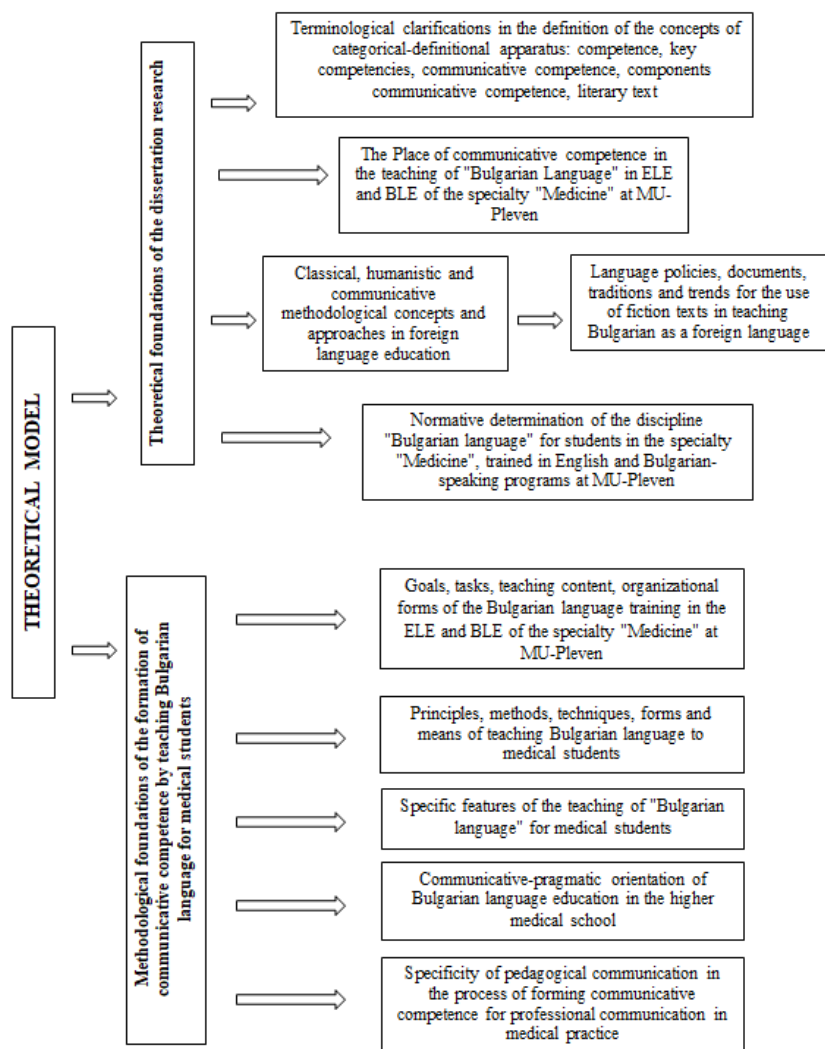 THEORETICAL MODEL
Theoretical foundations of the dissertation research
Terminological clarifications in the definition of the concepts of
categorical-definitional apparatus: competence, key
competencies, communicative competence, components
communicative competence, literary text
The Place of communicative competence in
the teaching of "Bulgarian Language" in ELE
and BLE of the specialty "Medicine" at MU-
Pleven
Classical, humanistic and
communicative
methodological concepts and
approaches in foreign
language education
Language policies, documents,
traditions and trends for the use
of fiction texts in teaching
Bulgarian as a foreign language
Normative determination of the discipline
"Bulgarian language" for students in the specialty
"Medicine", trained in English and Bulgarian-
speaking programs at MU-Pleven
Methodological foundations of the formation of
communicative competence by teaching Bulgarian
language for medical students
Goals, tasks, teaching content, organizational
forms of the Bulgarian language training in the
ELE and BLE of the specialty "Medicine" at
MU-Pleven
Principles, methods, techniques, forms and
means of teaching Bulgarian language to
medical students
Specific features of the teaching of "Bulgarian
language" for medical students
Communicative-pragmatic orientation of
Bulgarian language education in the higher
medical school
Specificity of pedagogical communication in
the process of forming communicative
competence for professional communication in
medical practice